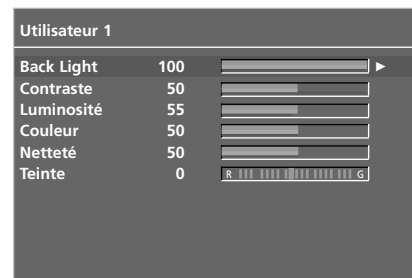 Utilisateur 1
Back Light 100
Contraste 50
Luminosité 55
Couleur 50
Netteté 50
Teinte 0 R G